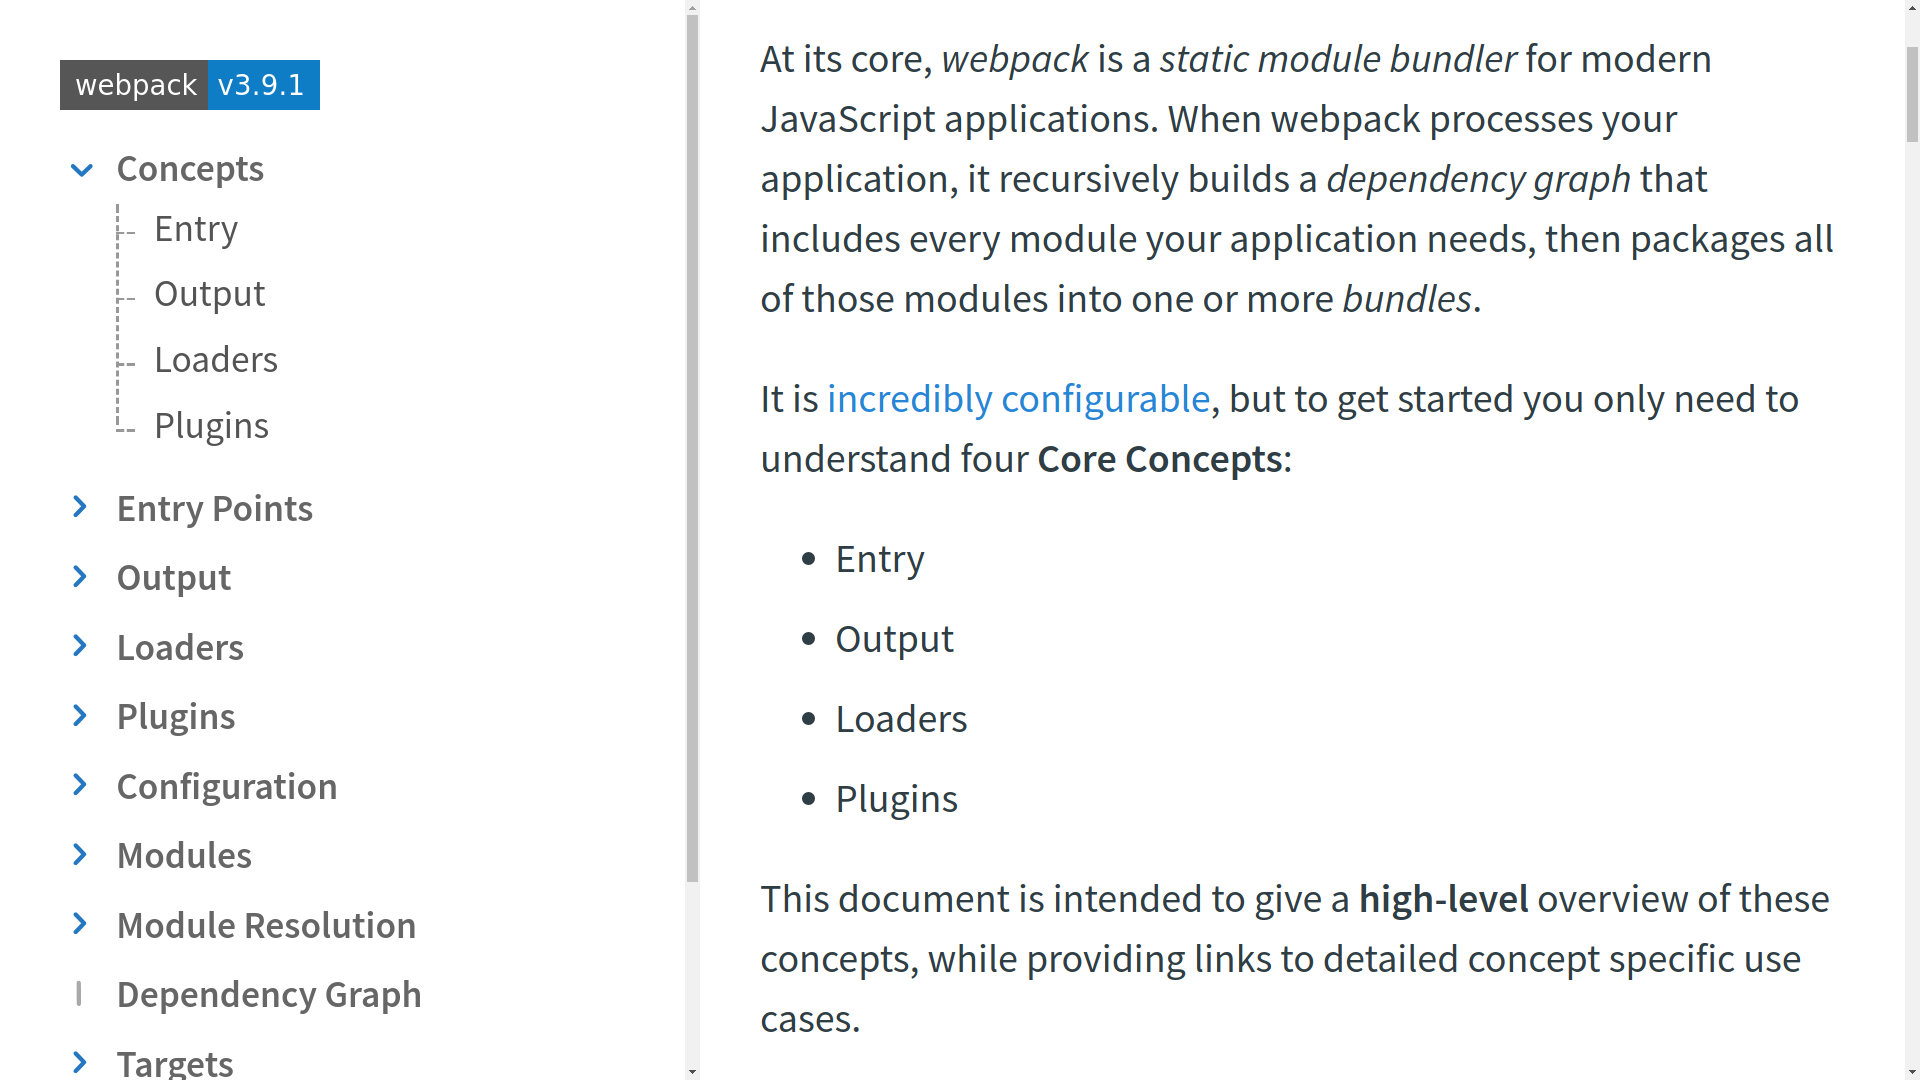 webpack v3.9.1
Concepts
Entry
Output
Loaders
Plugins
Entry Points
Output
Loaders
Plugins
Configuration
Modules
Module Resolution
Dependency Graph
Targets
At its core, webpack is a static module bundler for modern
JavaScript applications. When webpack processes your
application, it recursively builds a dependency graph that
includes every module your application needs, then packages all
of those modules into one or more bundles.
It is incredibly configurable, but to get started you only need to
understand four Core Concepts:
• Entry
• Output
• Loaders
• Plugins
This document is intended to give a high-level overview of these
concepts, while providing links to detailed concept specific use
cases.